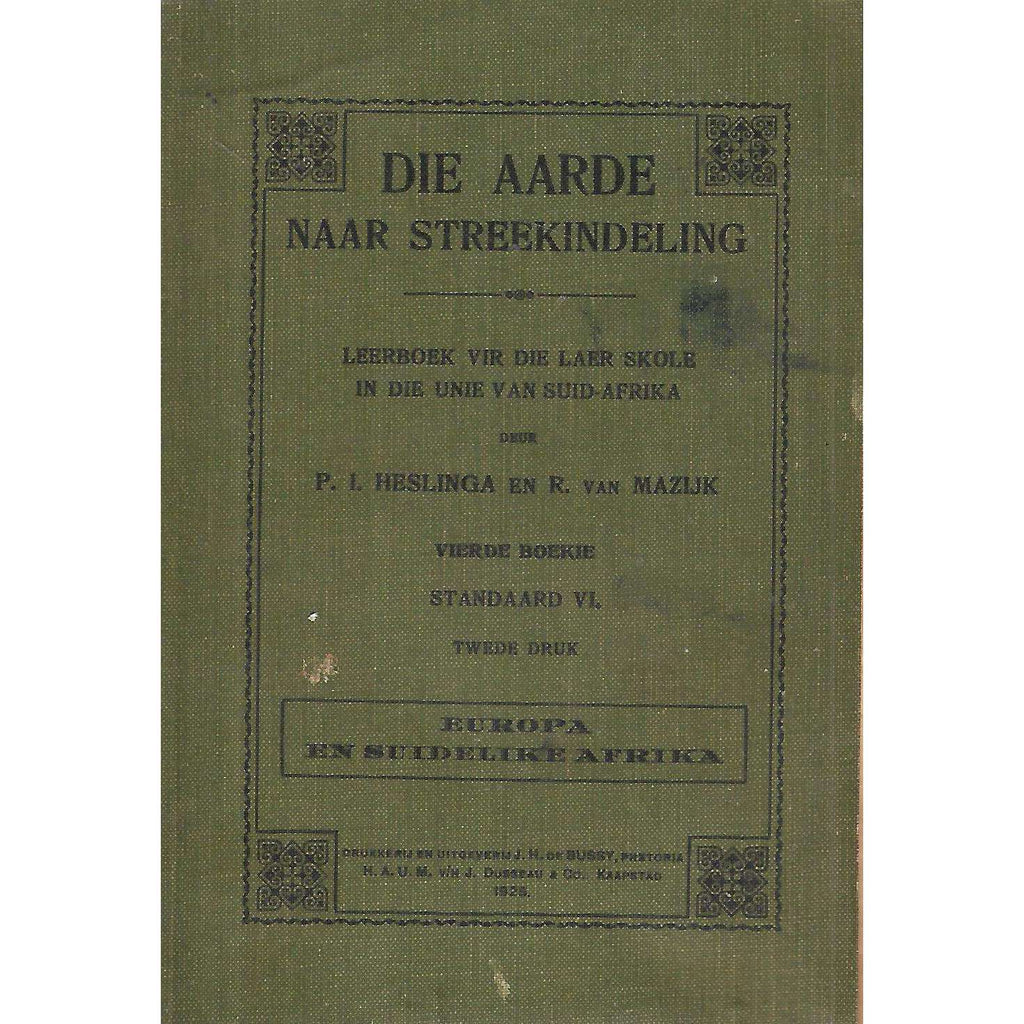 DIE AARDE
NAAR STREEKINDELING
LEERBOEK VIR DIE LAER SKOLE
IN DIE UNIE VAN SUID-AFRIKA
DEUR
P. I. HESLINGA EN R. VAN MAZIJK
VIERDE BOEKIE
STANDAARD VI.
TWEDE DRUK
EUROPA
EN SUIDELIKE AFRIKA
DRUKKERIJ EN UITGEVERIJ J. H. DE BUSSY, PRETORIA
H. A. U. M. V/H J. DUSSEAU & CO. KAAPSTAD